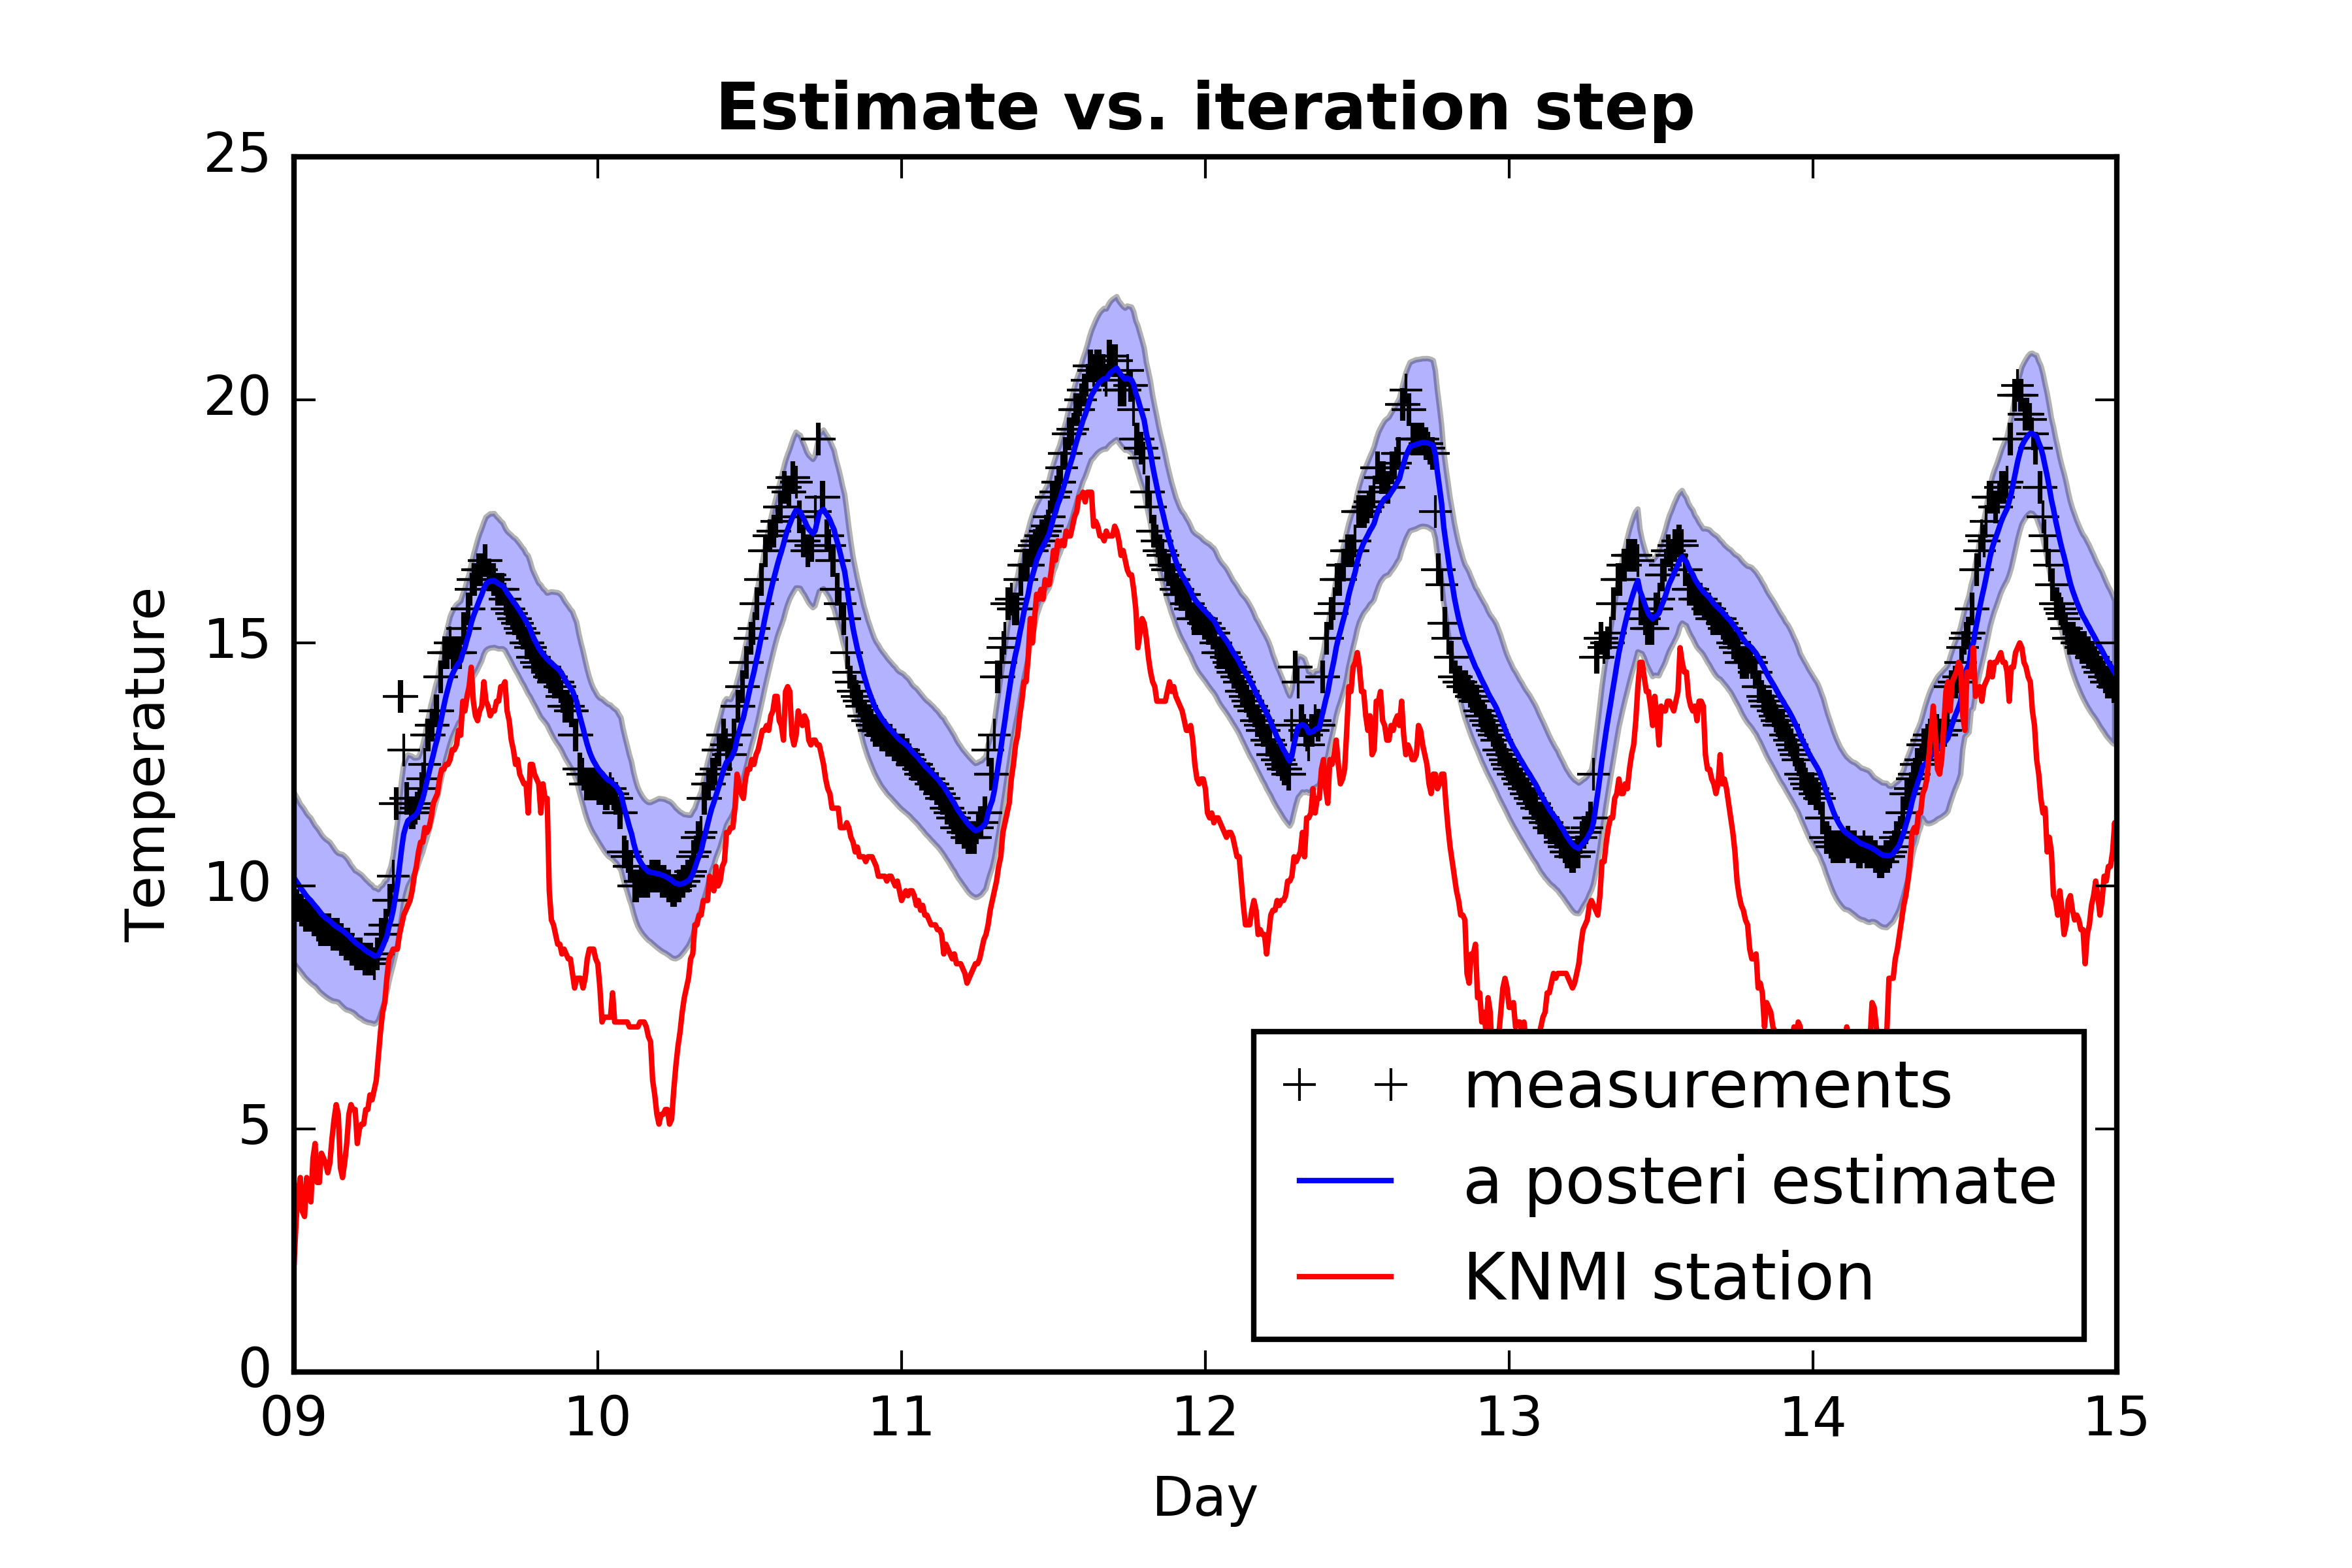 Estimate vs. iteration step
25
20
15
10
5
0
Temperature
09 10 11 12 13 14 15
Day
measurements
a posteri estimate
KNMI station